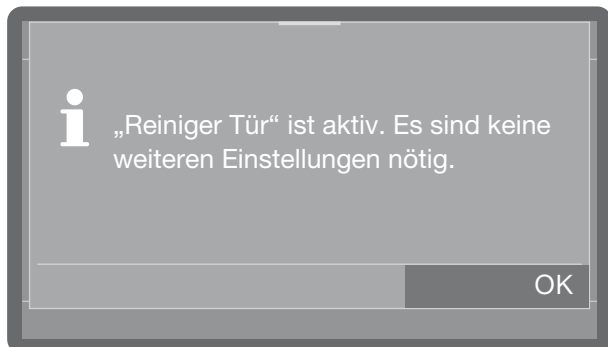 „Reiniger Tür“ ist aktiv. Es sind keine
weiteren Einstellungen nötig.
OK